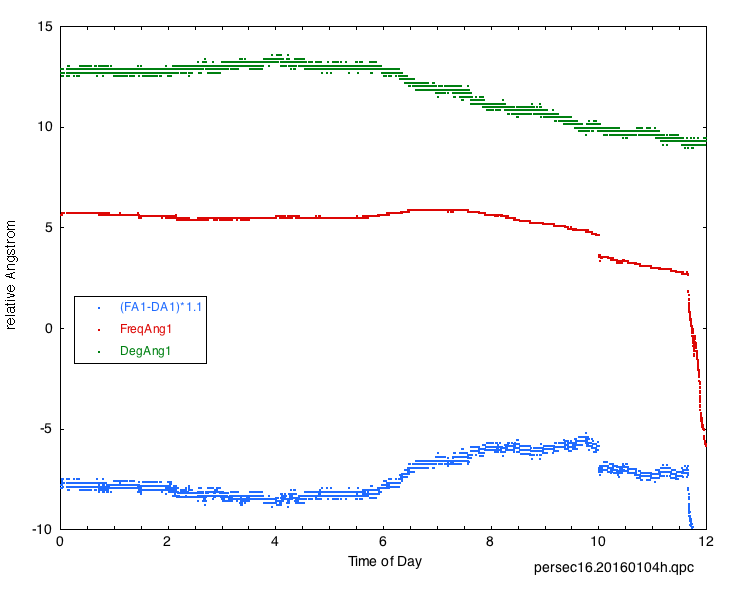 15
10
5
0
-5
-10
relative Angstrom
(FA1-DA1)*1.1
FreqAng1
DegAng1
0 2 4 6 8 10 12
Time of Day
persec16.20160104h.qpc